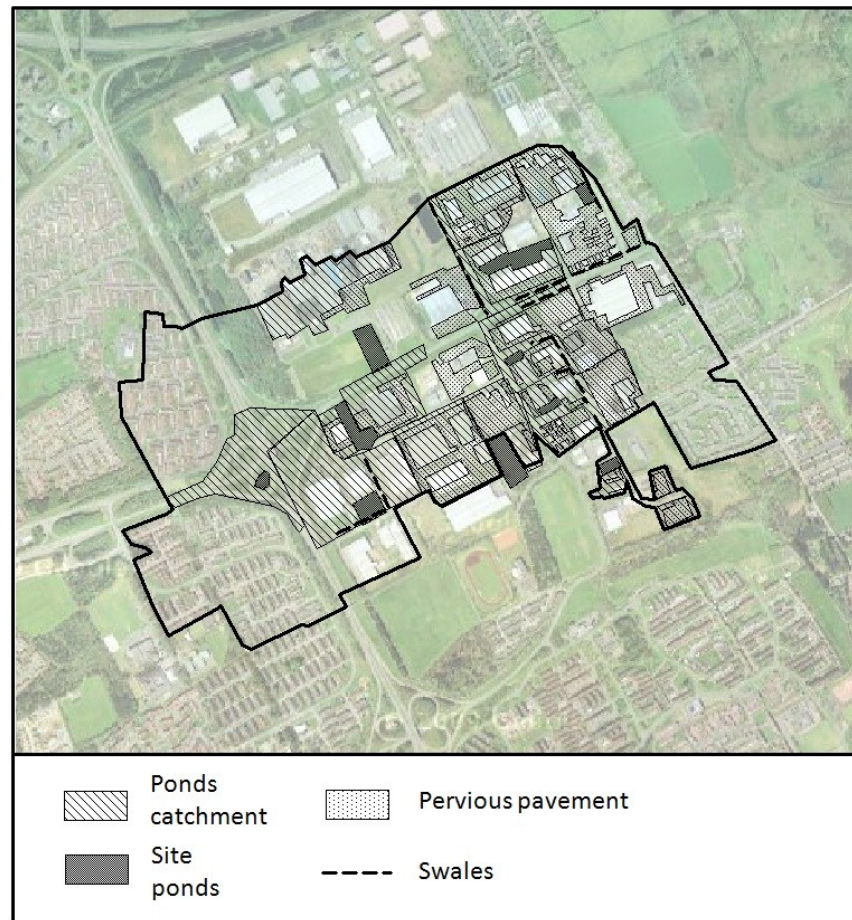 Ponds
catchment
Pervious pavement
Site
ponds
Swales